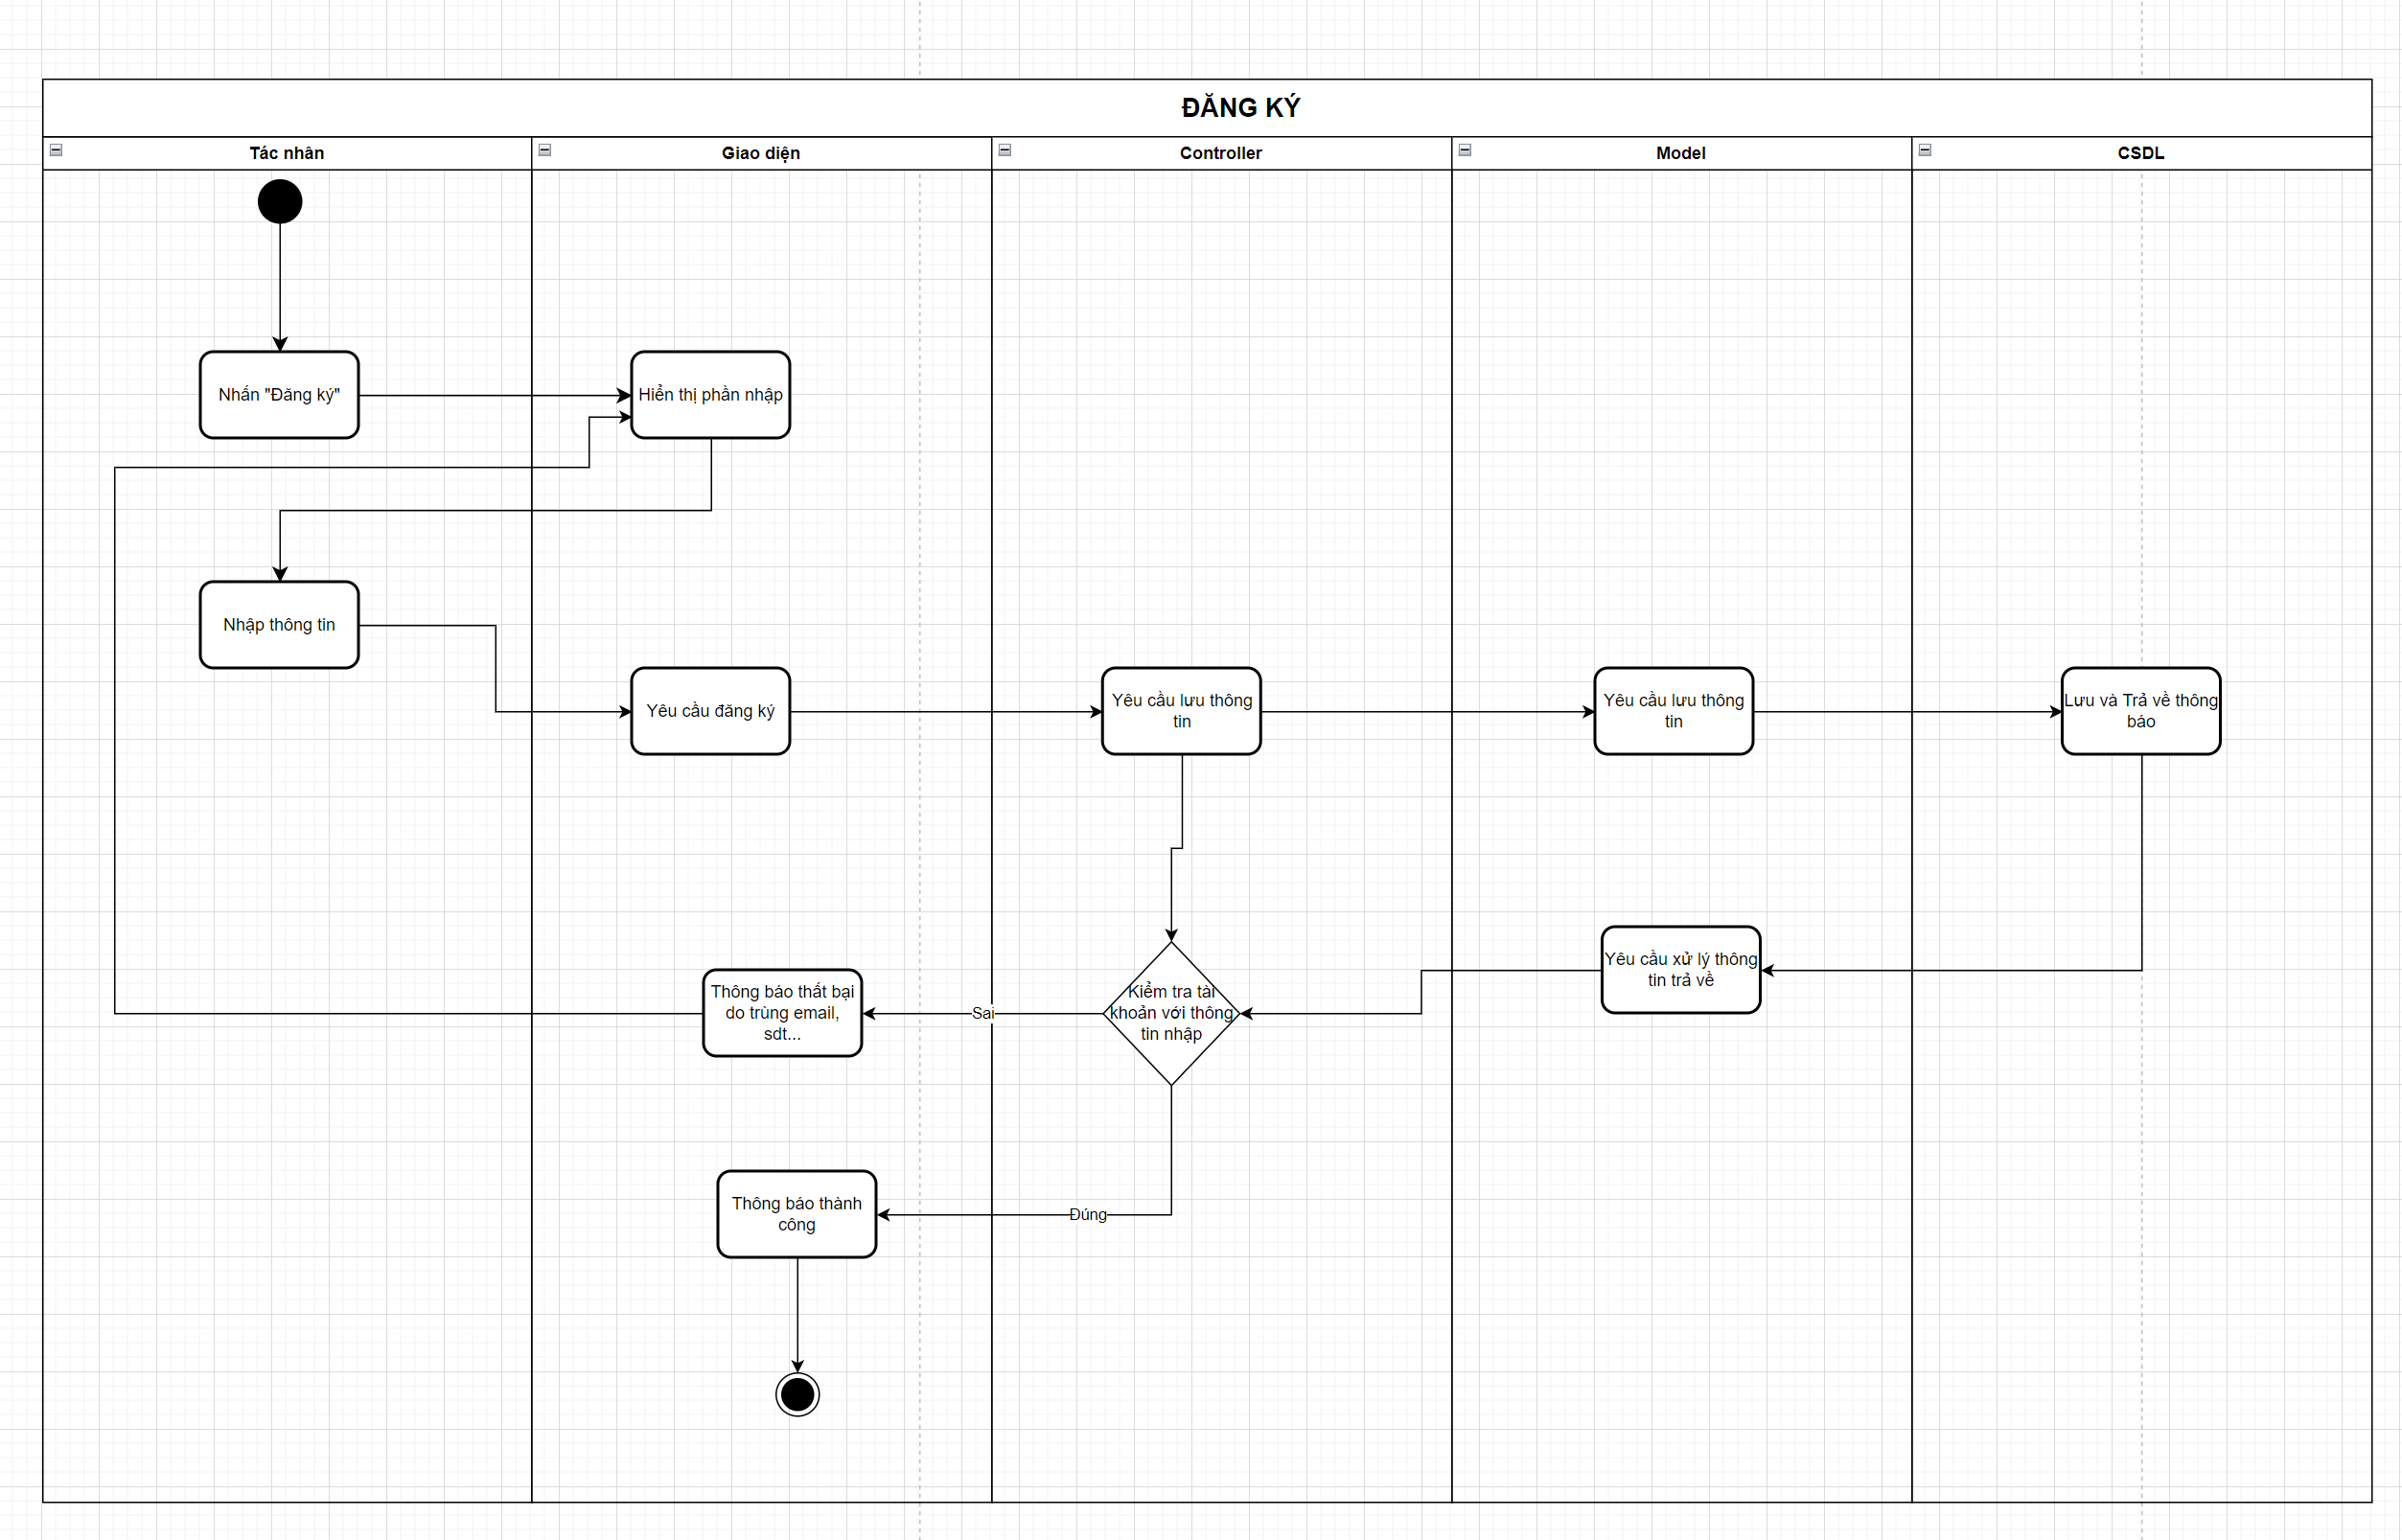 ĐĂNG KÝ
Tác nhân
Giao diện
Controller
Model
CSDL
Nhấn "Đăng ký"
Hiển thị phần nhập
Nhập thông tin
Yêu cầu đăng ký
Yêu cầu lưu thông
tin
Yêu cầu lưu thông
tin
Lưu và Trả về thông
báo
Thông báo thất bại
do trùng email,
sdt...
Sai
Kiểm tra tài
khoản với thông
tin nhập
Yêu cầu xử lý thông
tin trả về
Thông báo thành
công
Đúng